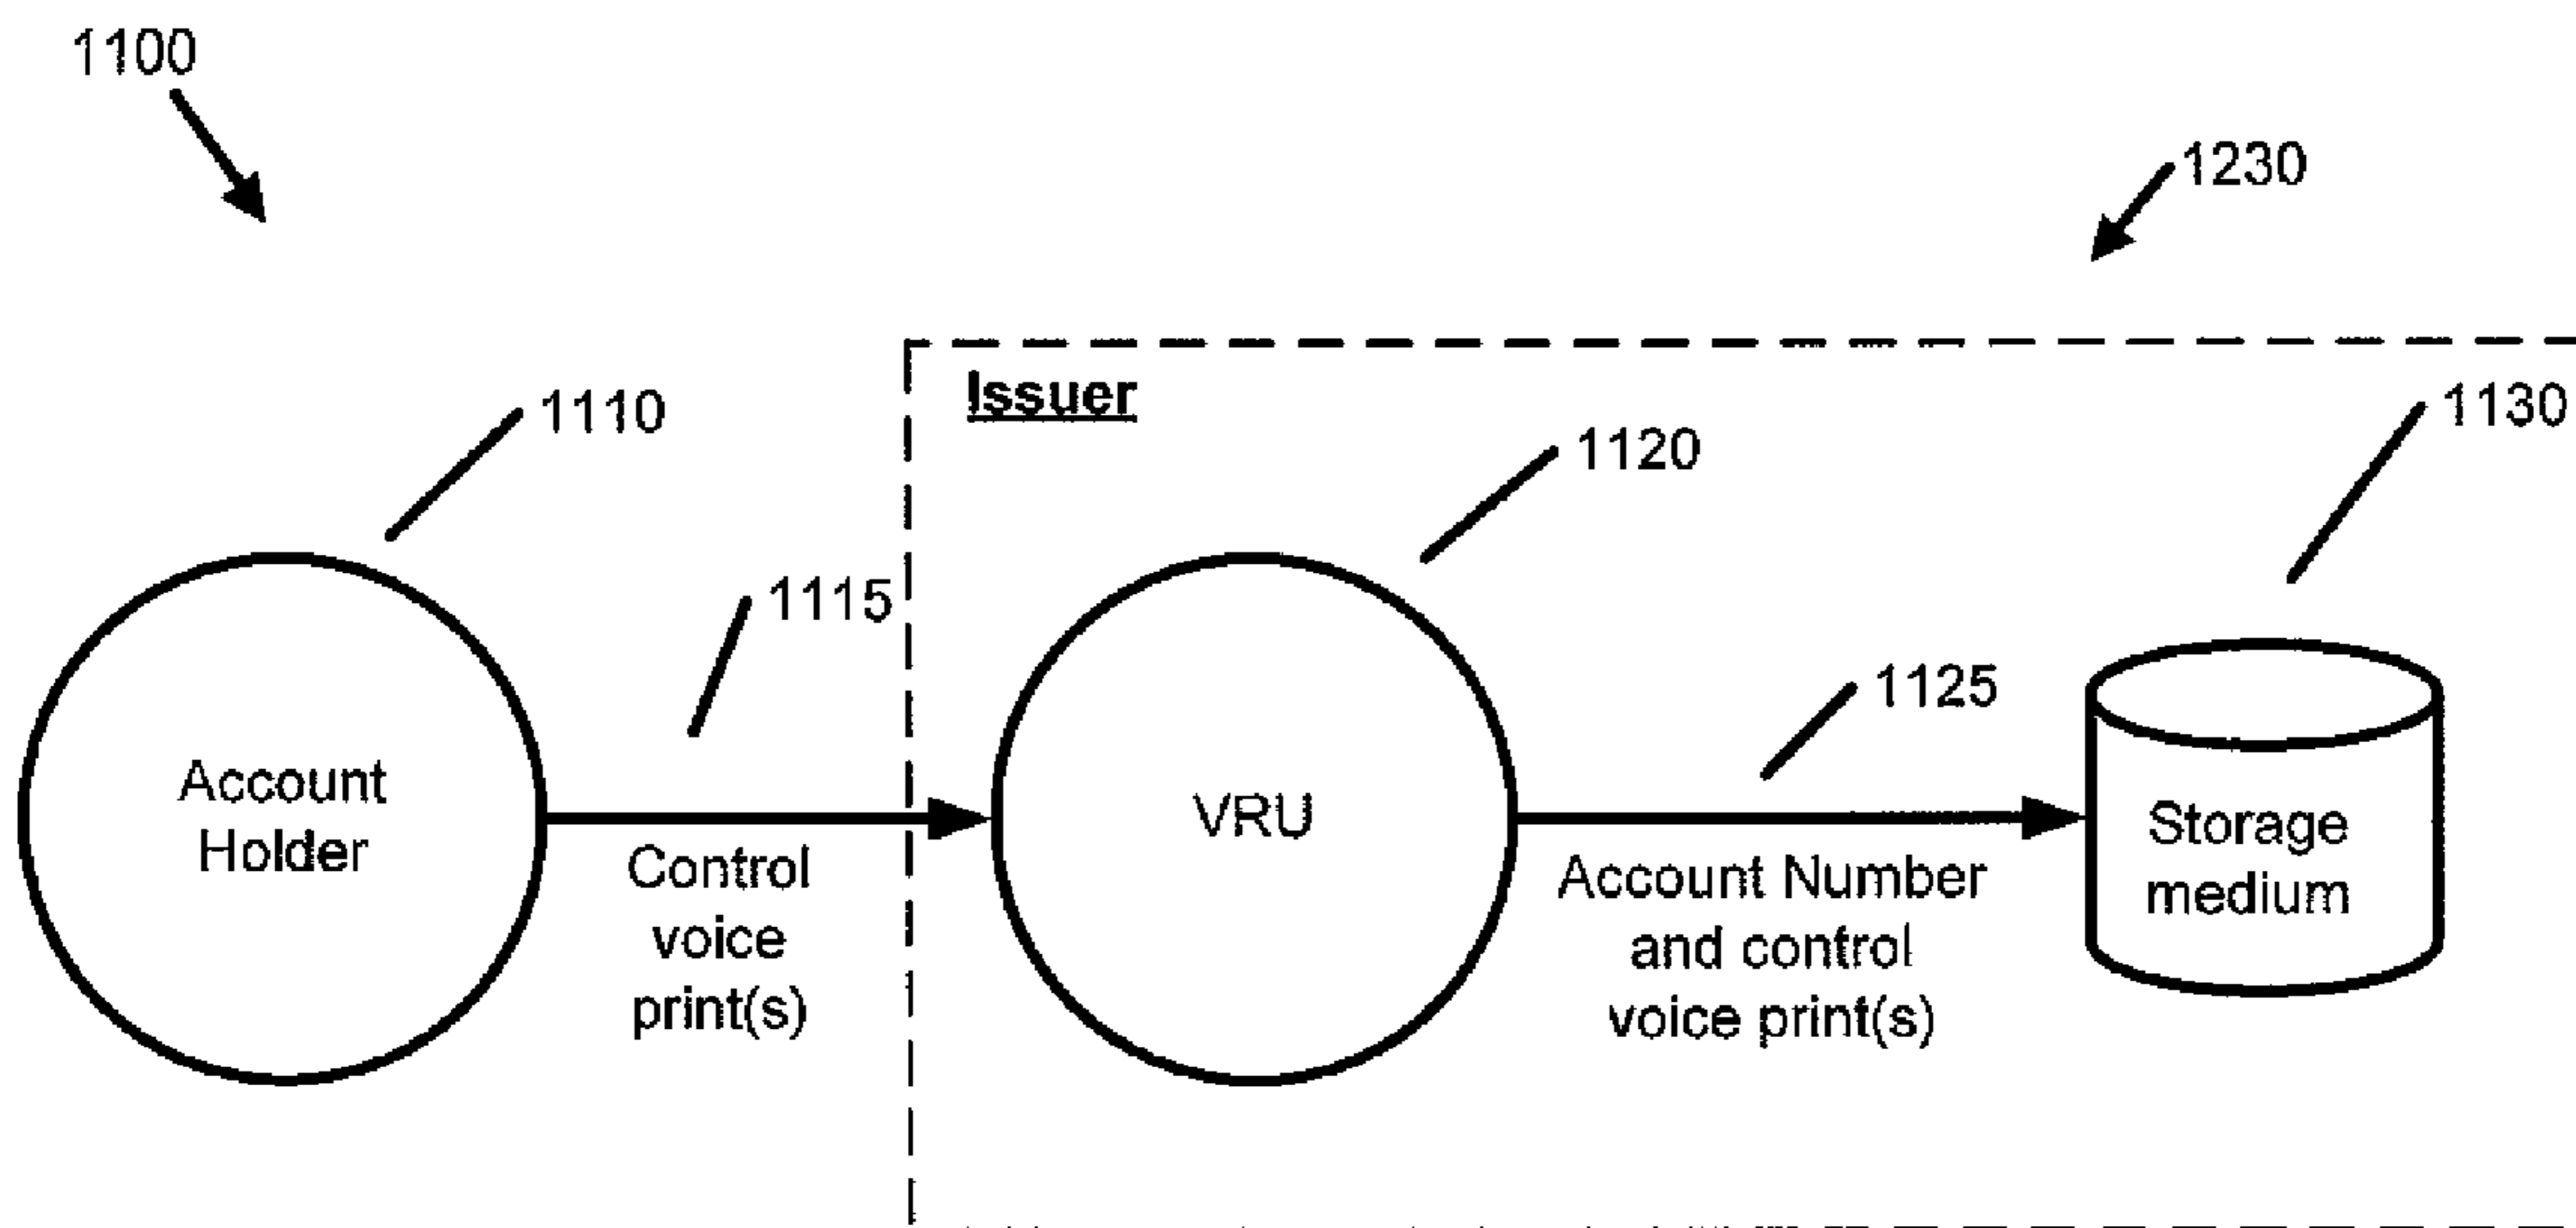 1100
1230
Issuer
1110
1120
1130
1115
1125
Account
Holder
Control
voice
print(s)
VRU
Account Number
and control
voice print(s)
Storage
medium